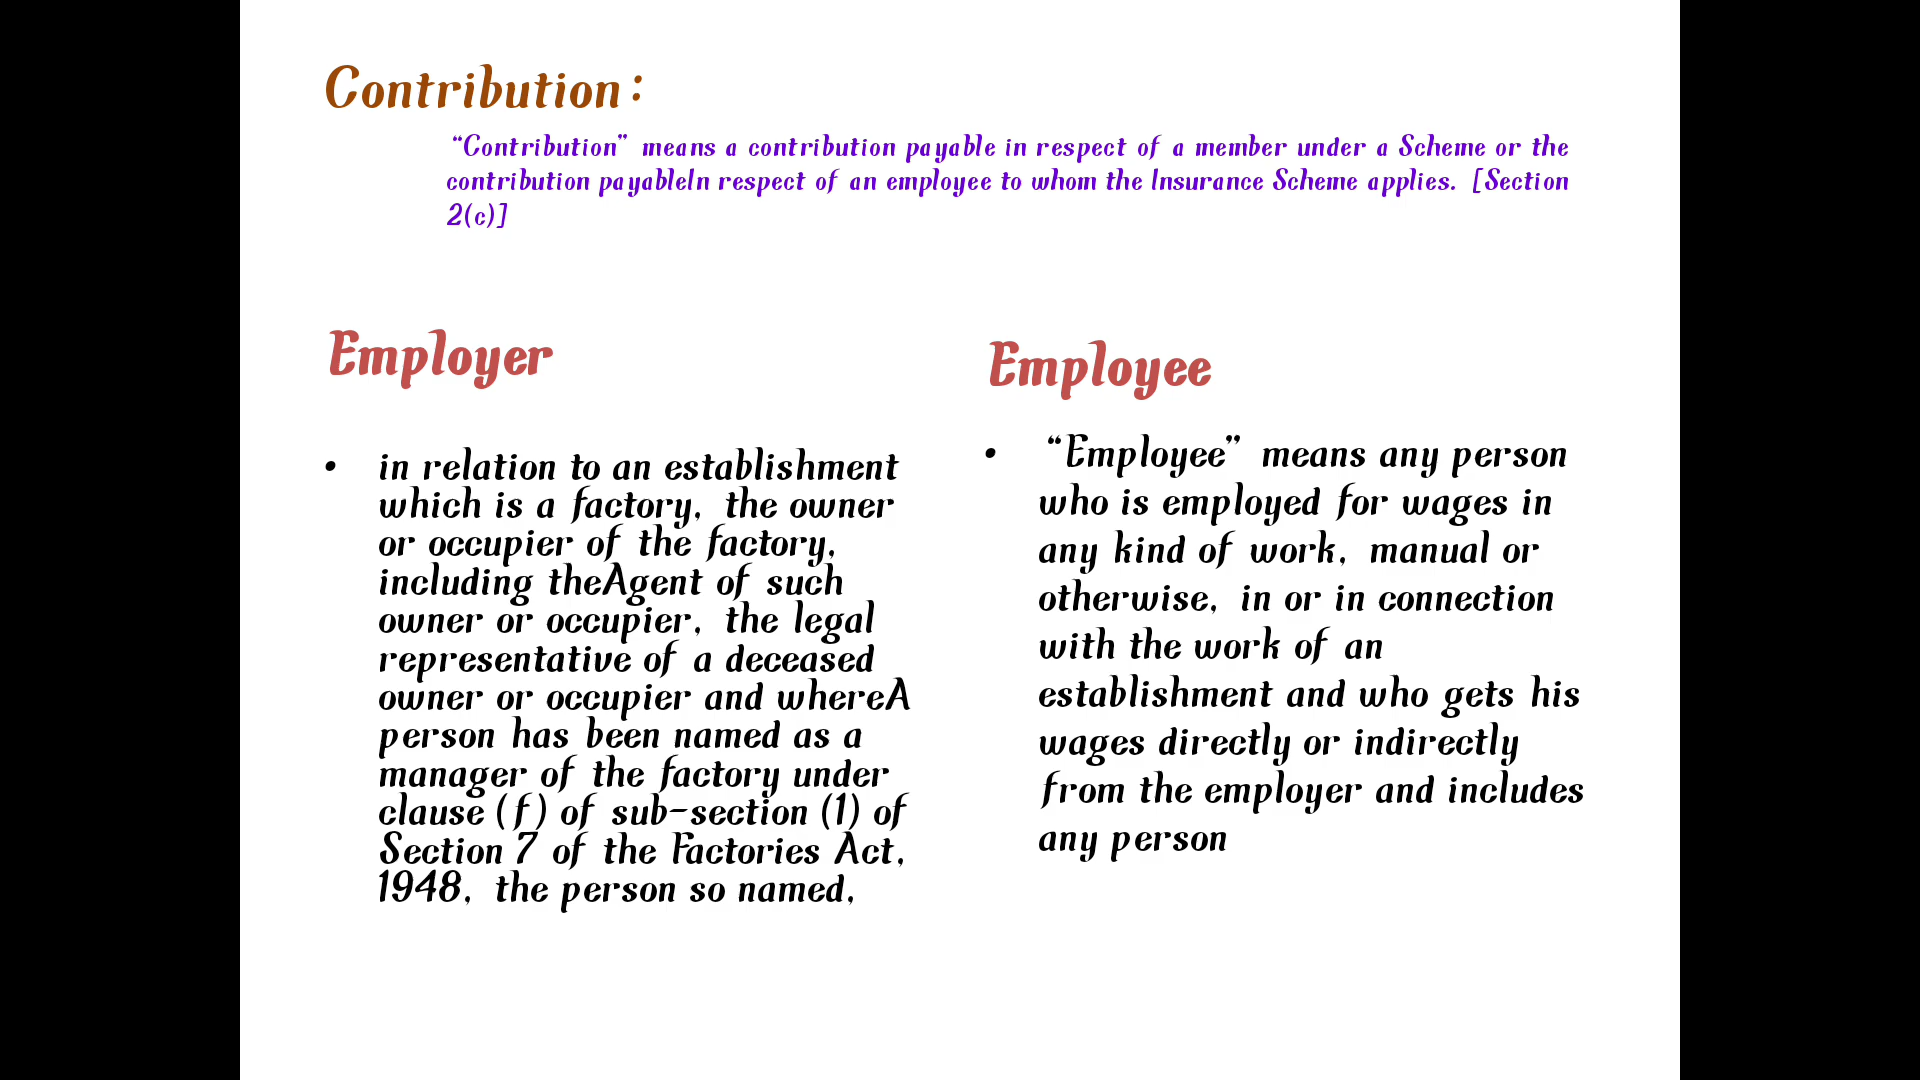 Contribution:
“Contribution” means a contribution payable in respect of a member under a Scheme or the
contribution payableIn respect of an employee to whom the Insurance Scheme applies. [Section
2(c)]
Employer
• in relation to an establishment
which is a factory, the owner
or occupier of the factory,
including theAgent of such
owner or occupier, the legal
representative of a deceased
owner or occupier and whereA
person has been named as a
manager of the factory under
clause (f) of sub-section (1) of
Section 7 of the Factories Act,
1948, the person so named,
Employee
• “Employee” means any person
who is employed for wages in
any kind of work, manual or
otherwise, in or in connection
with the work of an
establishment and who gets his
wages directly or indirectly
from the employer and includes
any person